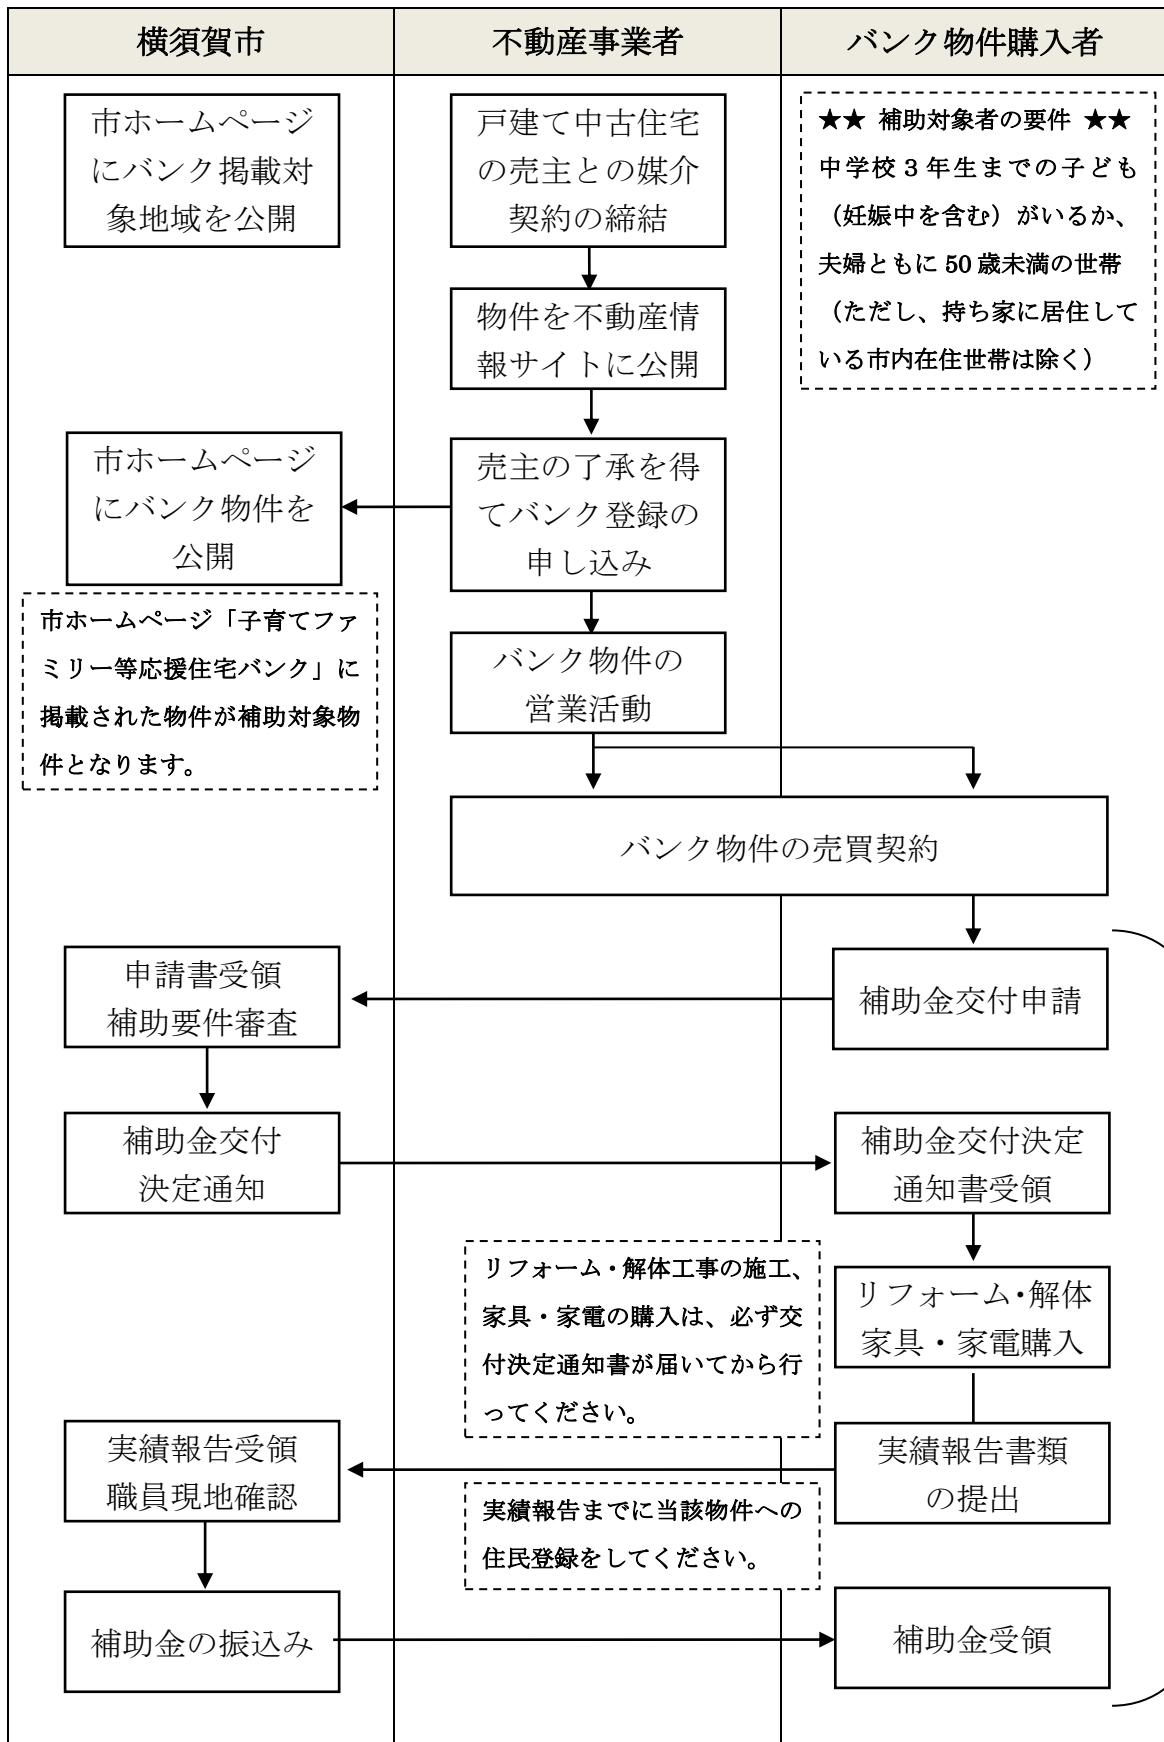 横須賀市
不動産事業者
バンク物件購入者
市ホームページ
にバンク掲載対
象地域を公開
戸建て中古住宅
の売主との媒介
契約の締結
★★ 補助対象者の要件 ★★
中学校３年生までの子ども
（妊娠中を含む）がいるか、
夫婦ともに 50 歳未満の世帯
（ただし、持ち家に居住して
いる市内在住世帯は除く）
物件を不動産情
報サイトに公開
市ホームページ
にバンク物件を
公開
売主の了承を得
てバンク登録の
申し込み
市ホームページ「子育てファ
ミリー等応援住宅バンク」に
掲載された物件が補助対象物
件となります。
バンク物件の
営業活動
バンク物件の売買契約
申請書受領
補助要件審査
補助金交付申請
補助金交付
決定通知
補助金交付決定
通知書受領
リフォーム・解体工事の施工、
家具・家電の購入は、必ず交
付決定通知書が届いてから行
ってください。
リフォーム・解体
家具・家電購入
実績報告受領
職員現地確認
実績報告書類
の提出
実績報告までに当該物件への
住民登録をしてください。
補助金の振込み
補助金受領